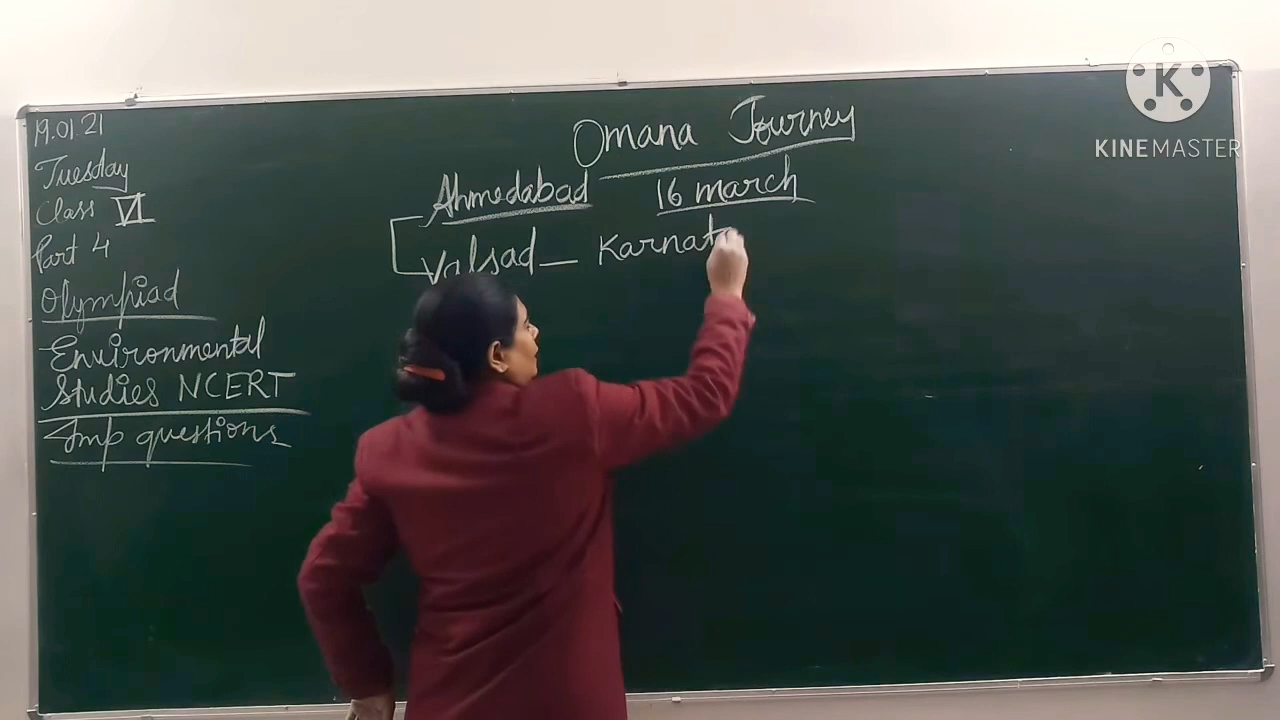 19.01.21
Tuesday
Class VI
Part 4
Olympiad
Environmental
Studies NCERT
Imp questions
Omana Journey
Ahmedabad 16 march
Valsad – Karnata
K
KINEMASTER